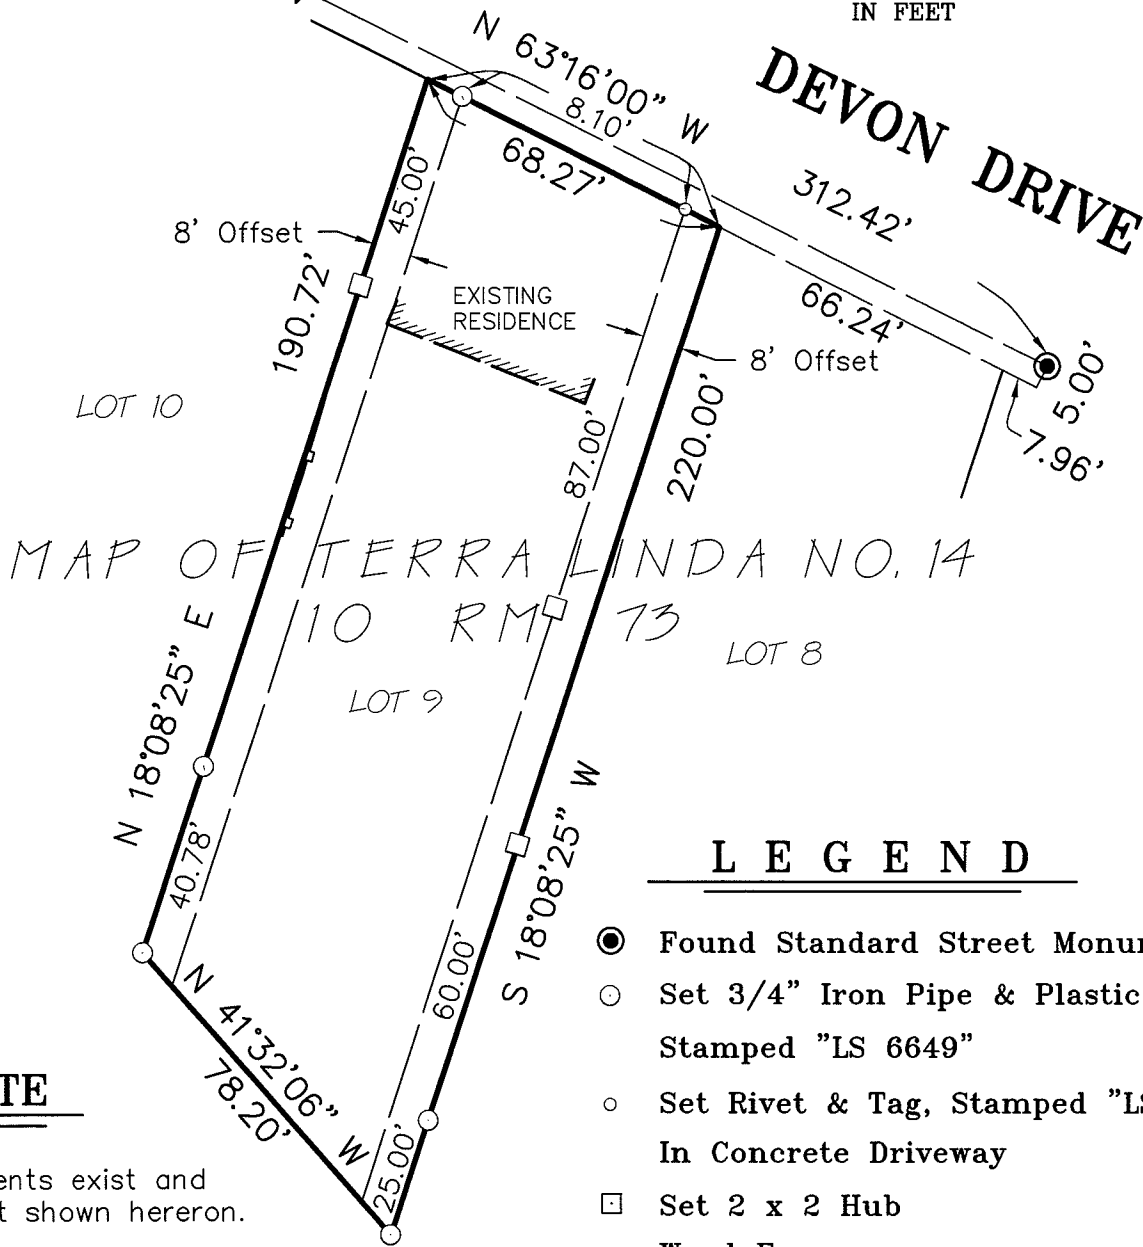 IN FEET
N 63°16'00" W
8.10'
68.27'
DEVON DRIVE
312.42'
66.24'
5.00'
7.96'
45.00'
8' Offset
190.72'
EXISTING
RESIDENCE
8' Offset
87.00'
220.00'
LOT 10
MAP OF TERRA LINDA NO. 14
10 RM 73
LOT 8
LOT 9
N 18°08'25" E
S 18°08'25" W
40.78'
60.00'
N 41°32'06" W
78.20'
25.00'
TE
ents exist and
t shown hereron.
LEGEND
Found Standard Street Monu
Set 3/4" Iron Pipe & Plastic
Stamped "LS 6649"
Set Rivet & Tag, Stamped "LS
In Concrete Driveway
Set 2 x 2 Hub